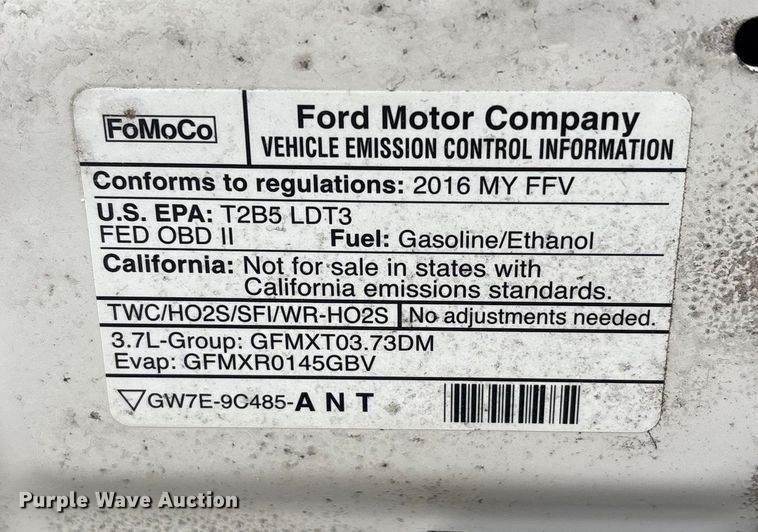 FoMoCo
Ford Motor Company
VEHICLE EMISSION CONTROL INFORMATION
Conforms to regulations: 2016 MY FFV
U.S. EPA: T2B5 LDT3
FED OBD II Fuel: Gasoline/Ethanol
California: Not for sale in states with
California emissions standards.
TWC/HO2S/SFI/WR-HO2S No adjustments needed.
3.7L-Group: GFMXT03.73DM
Evap: GFMXR0145GBV
GW7E-9C485-A N T
Purple Wave Auction